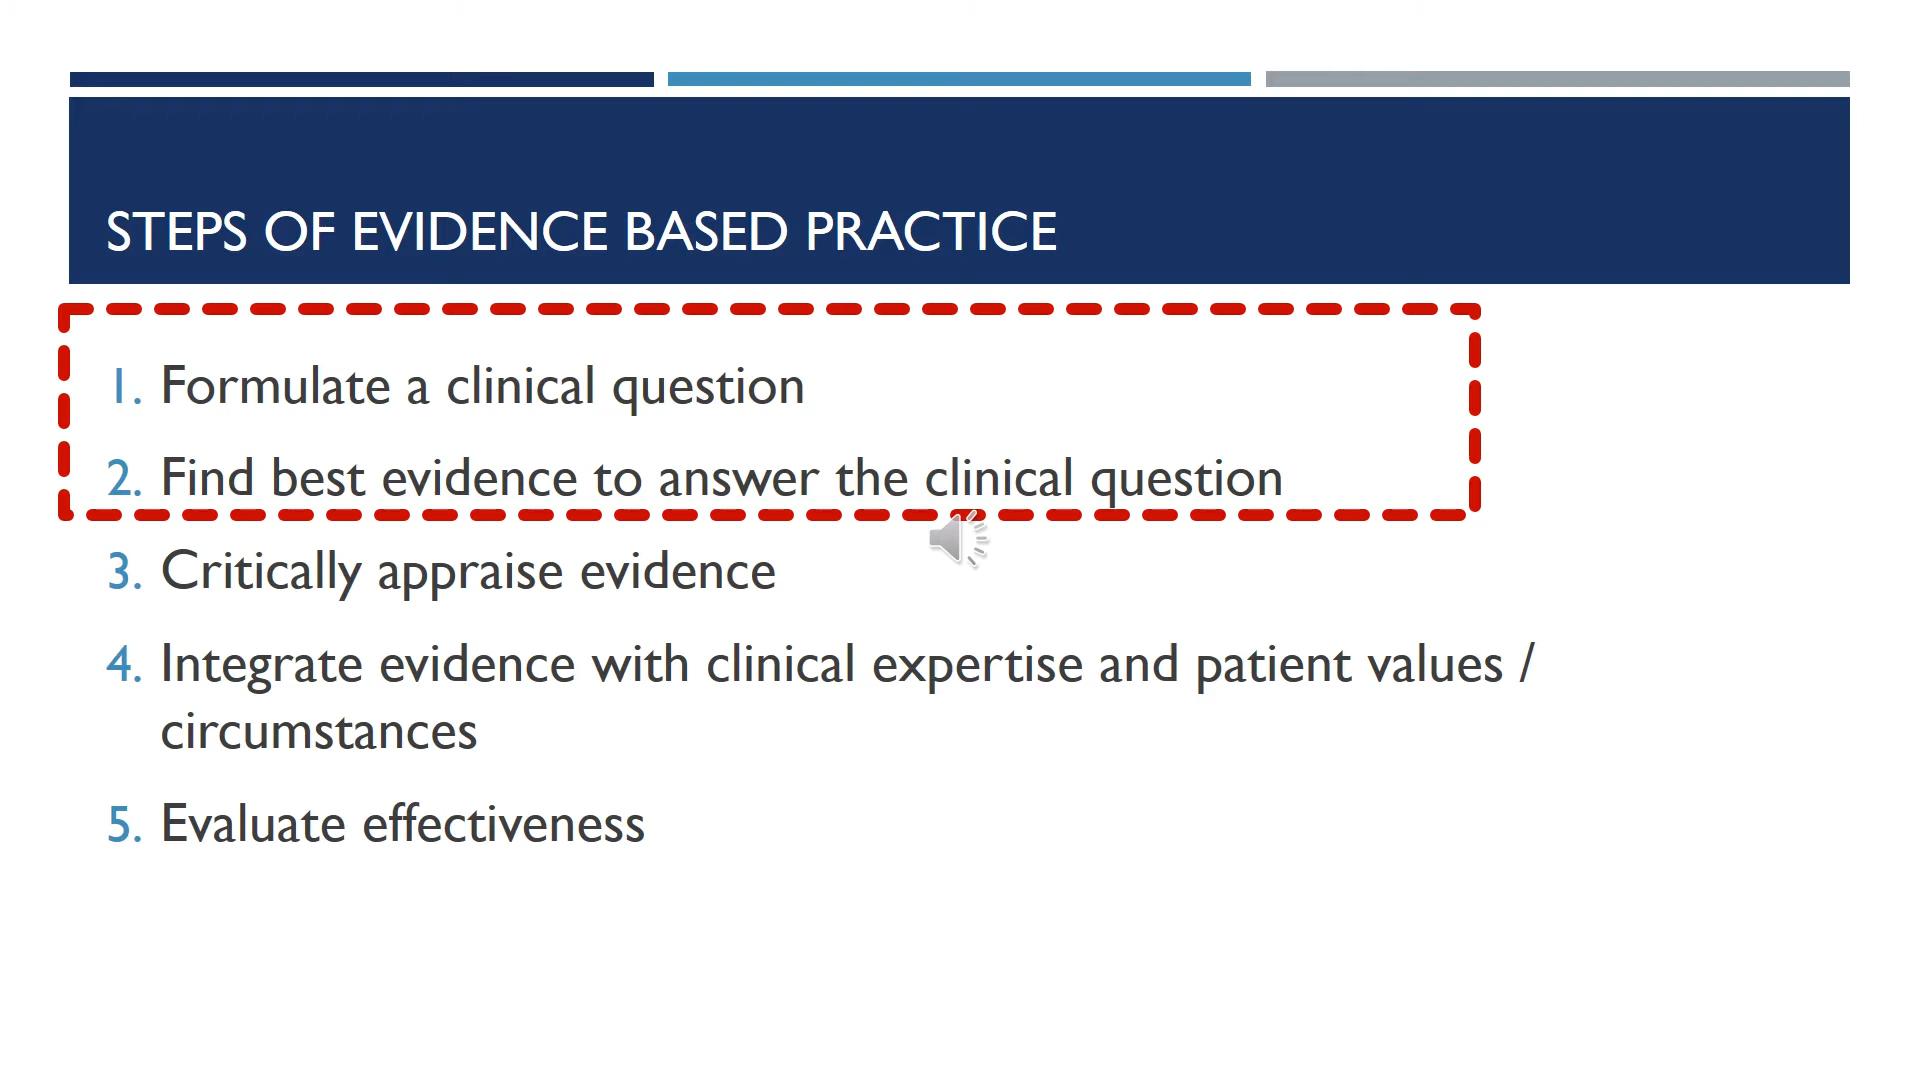 STEPS OF EVIDENCE BASED PRACTICE
1. Formulate a clinical question
2. Find best evidence to answer the clinical question
3. Critically appraise evidence
4. Integrate evidence with clinical expertise and patient values /
circumstances
5. Evaluate effectiveness